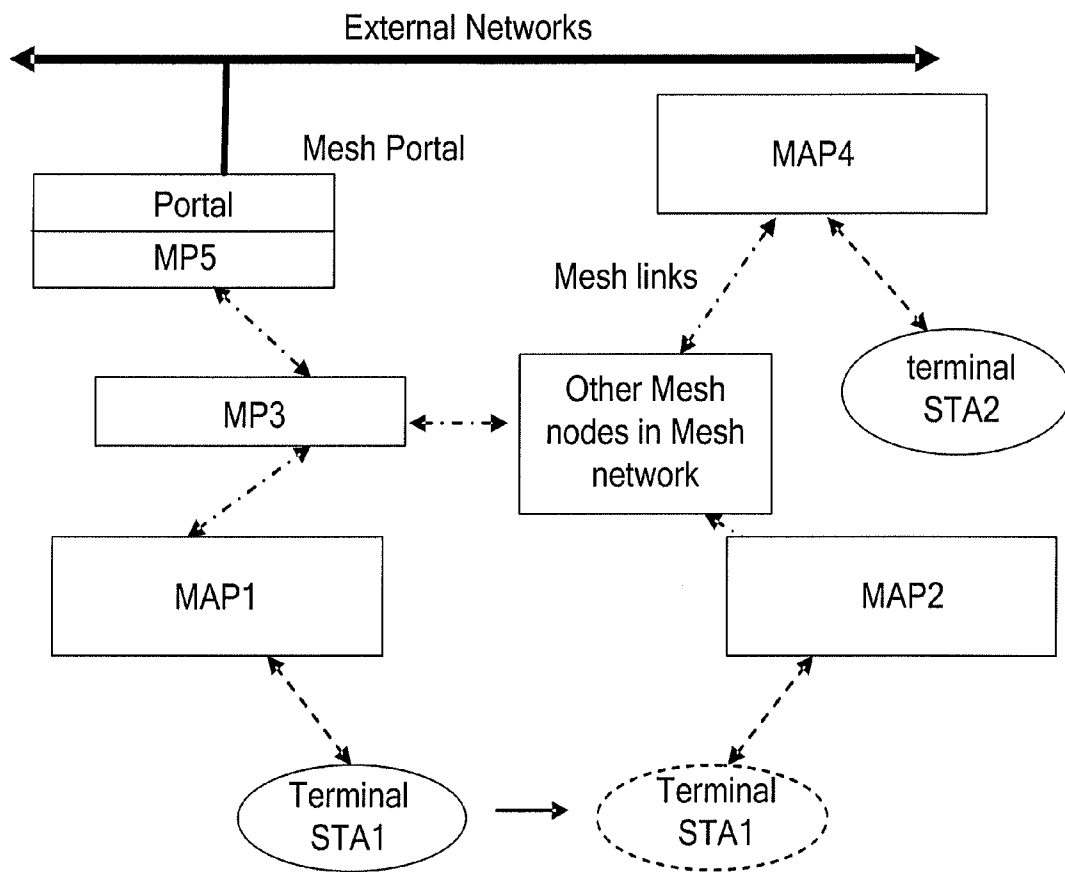 External Networks
Mesh Portal
MAP4
Portal
MP5
Mesh links
terminal
STA2
Other Mesh
nodes in Mesh
network
MP3
MAP1
MAP2
Terminal
STA1
Terminal
STA1